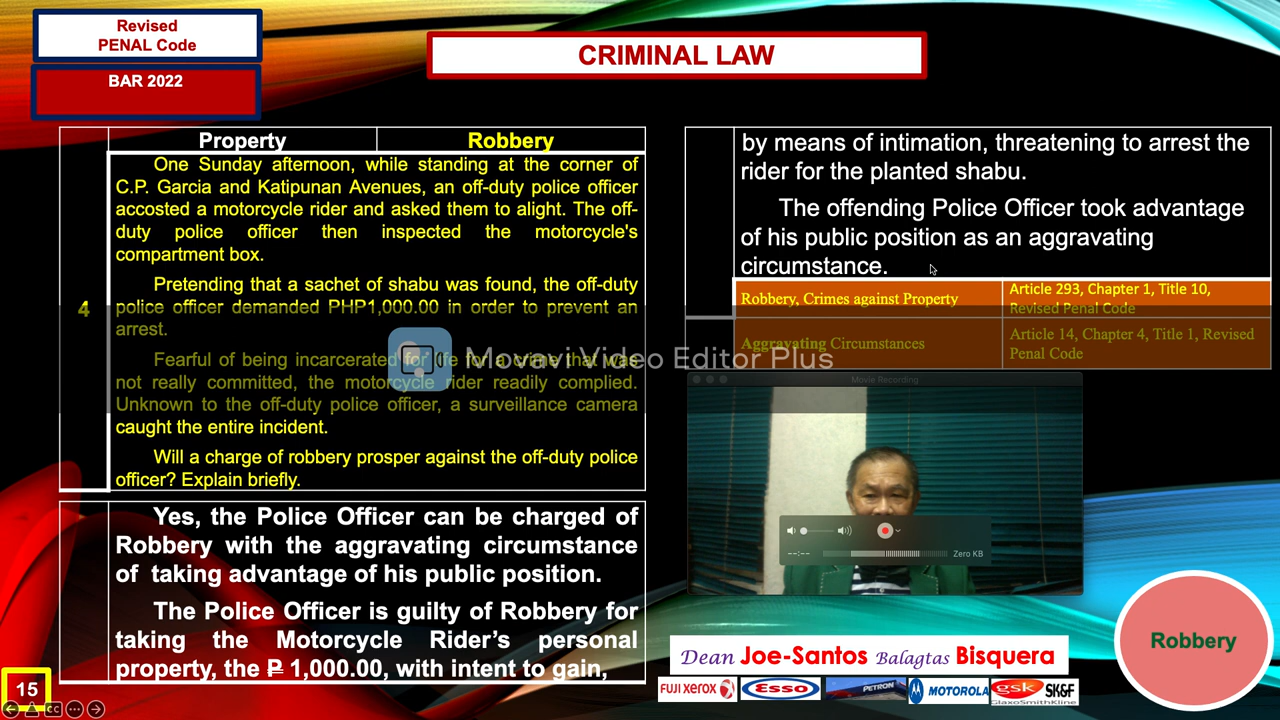 Revised
PENAL Code
BAR 2022
CRIMINAL LAW
Property
Robbery
4
One Sunday afternoon, while standing at the corner of
C.P. Garcia and Katipunan Avenues, an off-duty police officer
accosted a motorcycle rider and asked them to alight. The off-
duty police officer then inspected the motorcycle's
compartment box.
Pretending that a sachet of shabu was found, the off-duty
police officer demanded PHP1,000.00 in order to prevent an
arrest.
Fearful of being incarcerated for life for a crime that was
not really committed, the motorcycle rider readily complied.
Unknown to the off-duty police officer, a surveillance camera
caught the entire incident.
Will a charge of robbery prosper against the off-duty police
officer? Explain briefly.
Yes, the Police Officer can be charged of
Robbery with the aggravating circumstance
of taking advantage of his public position.
The Police Officer is guilty of Robbery for
taking the Motorcycle Rider's personal
property, the P 1,000.00, with intent to gain,
by means of intimation, threatening to arrest the
rider for the planted shabu.
The offending Police Officer took advantage
of his public position as an aggravating
circumstance.
Robbery, Crimes against Property
Article 293, Chapter 1, Title 10,
Revised Penal Code
Aggravating Circumstances
Article 14, Chapter 4, Title 1, Revised
Penal Code
Movavi Video Editor Plus
Movie Recording
--:--
Zero KB
Robbery
Dean Joe-Santos Balagtas Bisquera
FUJI XEROX
Esso
PETRON
MOTOROLA
gsk SK&F
GlaxoSmithKline
15
CC